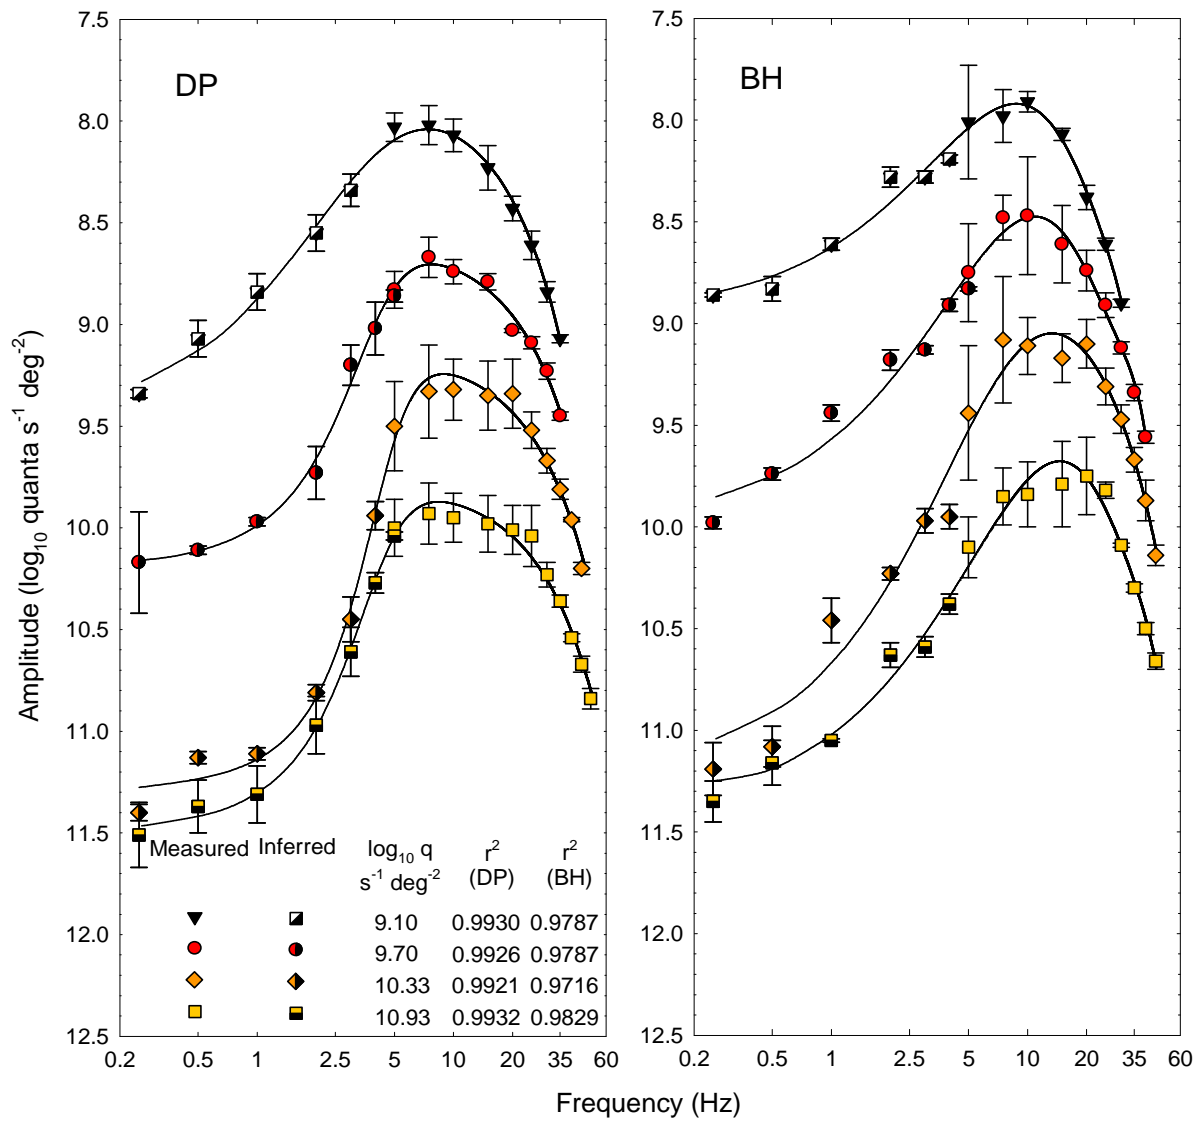 DP
BH
7.5
8.0
8.5
9.0
9.5
10.0
10.5
11.0
11.5
12.0
12.5
7.5
8.0
8.5
9.0
9.5
10.0
10.5
11.0
11.5
12.0
12.5
Amplitude (log₁₀ quanta s⁻¹ deg⁻²)
Measured Inferred log₁₀ q r² r²
s⁻¹ deg⁻² (DP) (BH)
9.10 0.9930 0.9787
9.70 0.9926 0.9787
10.33 0.9921 0.9716
10.93 0.9932 0.9829
0.2 0.5 1 2.5 5 10 20 35 60
0.2 0.5 1 2.5 5 10 20 35 60
Frequency (Hz)